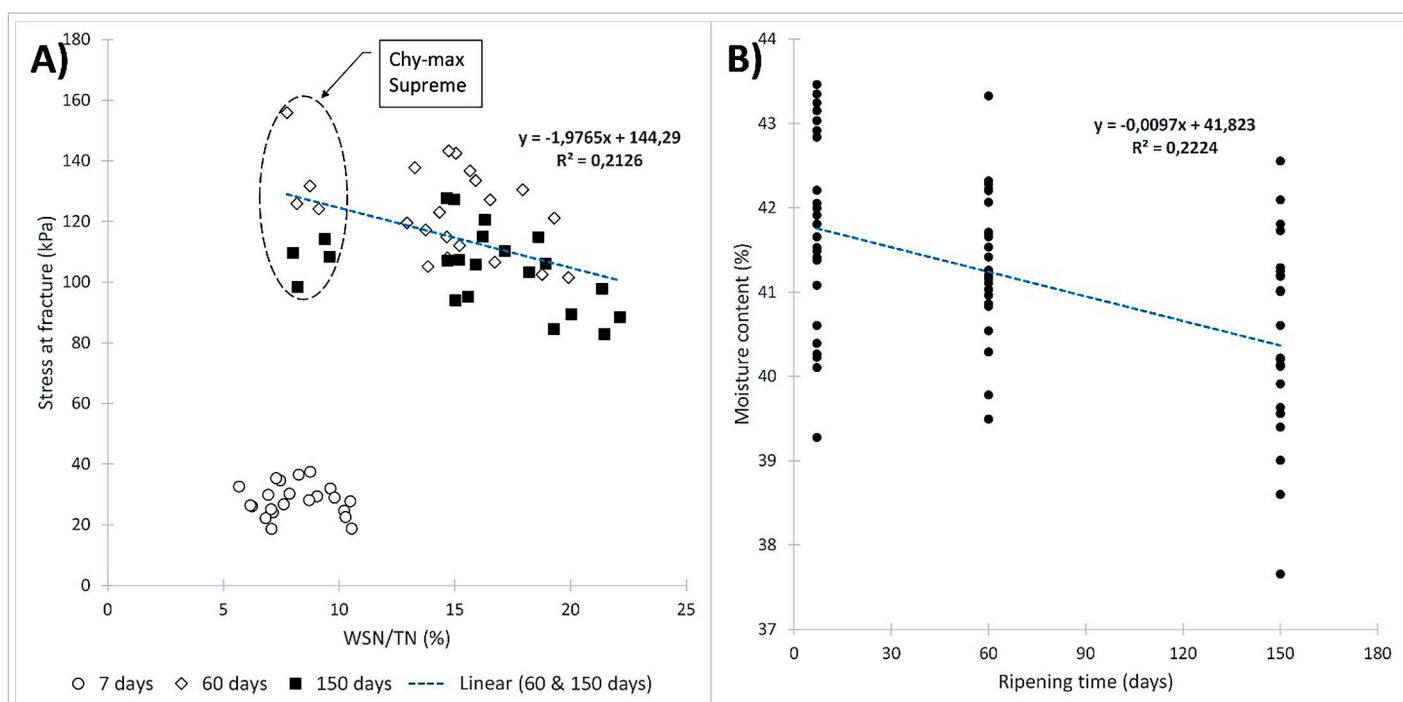 A)
Chy-max
Supreme
y = -1,9765x + 144,29
R² = 0,2126
Stress at fracture (kPa)
180
160
140
120
100
80
60
40
20
0
0 5 10 15 20 25
WSN/TN (%)
7 days 60 days 150 days Linear (60 & 150 days)
B)
y = -0,0097x + 41,823
R² = 0,2224
Moisture content (%)
44
43
42
41
40
39
38
37
0 30 60 90 120 150 180
Ripening time (days)